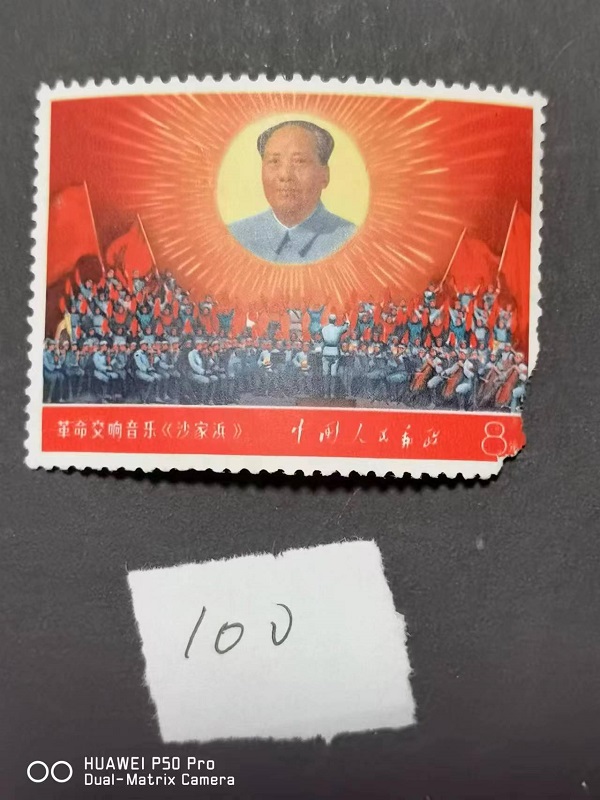 革命交响音乐《沙家浜》 中国人民邮政 8
100
HUAWEI P50 Pro
Dual-Matrix Camera